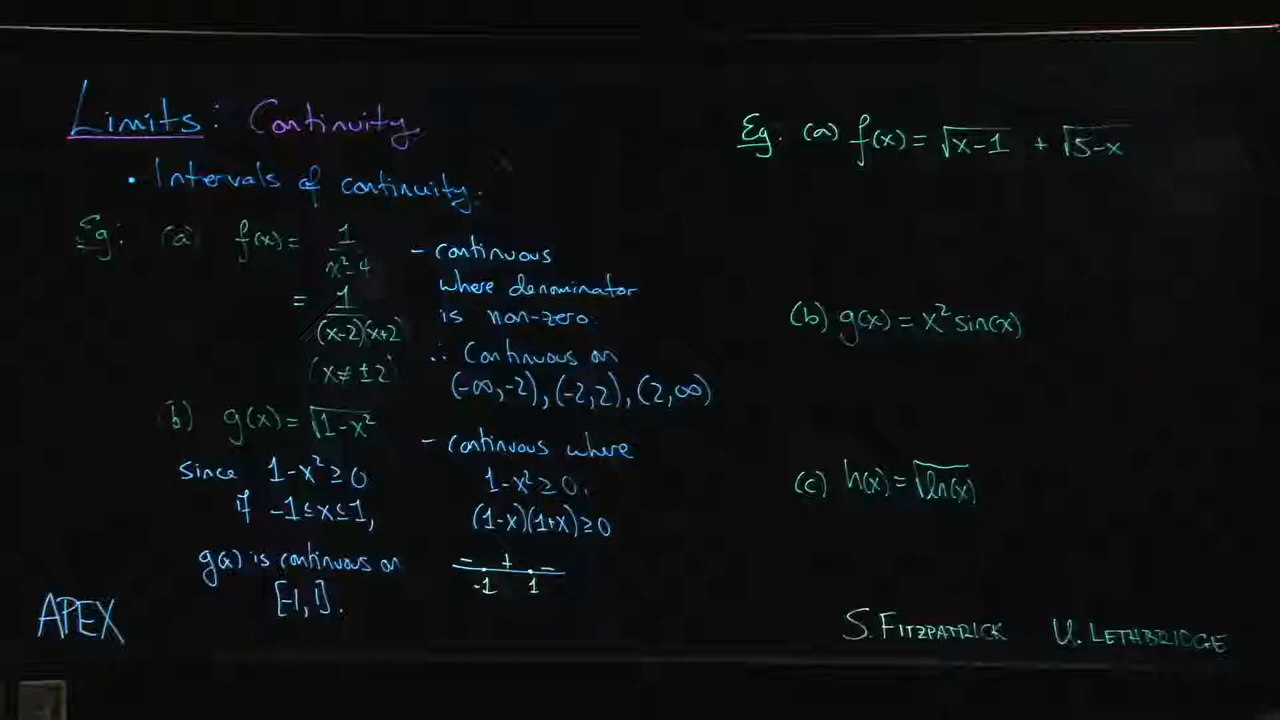 Limits: Continuity
• Intervals of continuity.
Eg: (a) f(x) = 1/(x²-4)
= 1/((x-2)(x+2))
(x ≠ ±2)
- continuous
where denominator
is non-zero.
∴ Continuous on
(-∞,-2), (-2,2), (2,∞)
(b) g(x) = √(1-x²)
since 1-x² ≥ 0
if -1 ≤ x ≤ 1,
g(x) is continuous on
[-1,1].
- continuous where
1-x² ≥ 0.
(1-x)(1+x) ≥ 0
- + -
-1 1
APEX
Eg: (a) f(x) = √(x-1) + √(5-x)
(b) g(x) = x² sin(x)
(c) h(x) = √(ln(x))
S. FITZPATRICK U. LETHBRIDGE